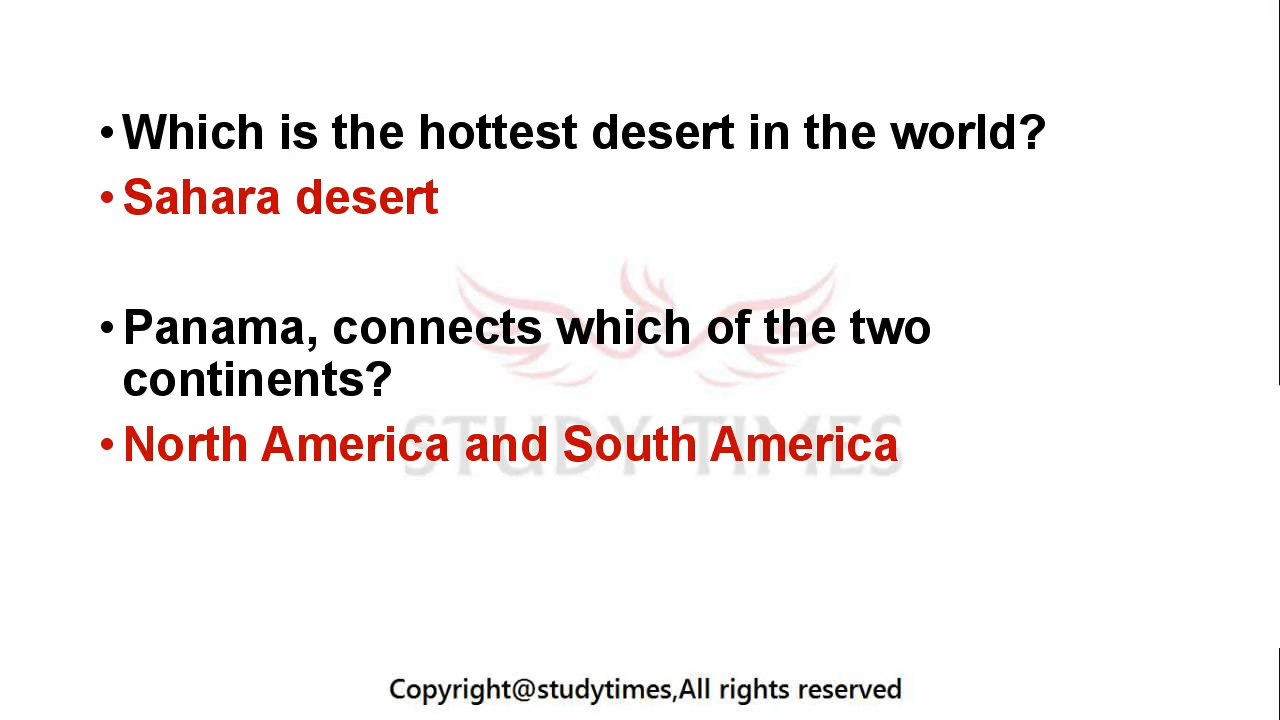 • Which is the hottest desert in the world?
• Sahara desert
• Panama, connects which of the two
continents?
• North America and South America
STUDY TIMES
Copyright@studytimes,All rights reserved